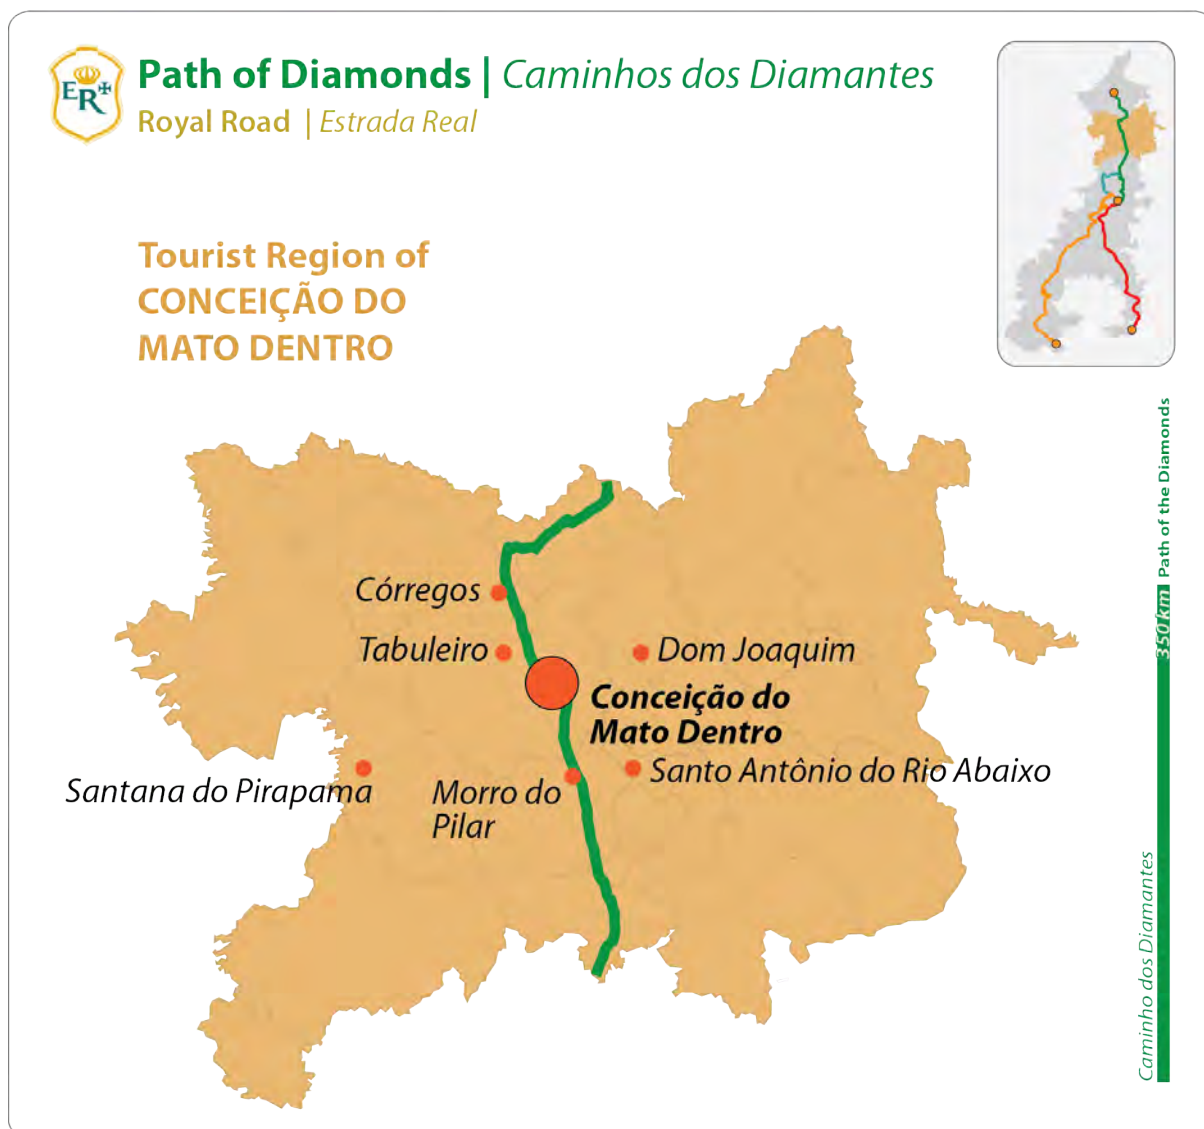 ER
Path of Diamonds | Caminhos dos Diamantes
Royal Road | Estrada Real
Tourist Region of
CONCEIÇÃO DO
MATO DENTRO
Córregos
Tabuleiro
Dom Joaquim
Conceição do
Mato Dentro
Santana do Pirapama
Morro do
Pilar
Santo Antônio do Rio Abaixo
Path of the Diamonds
350 km
Caminho dos Diamantes